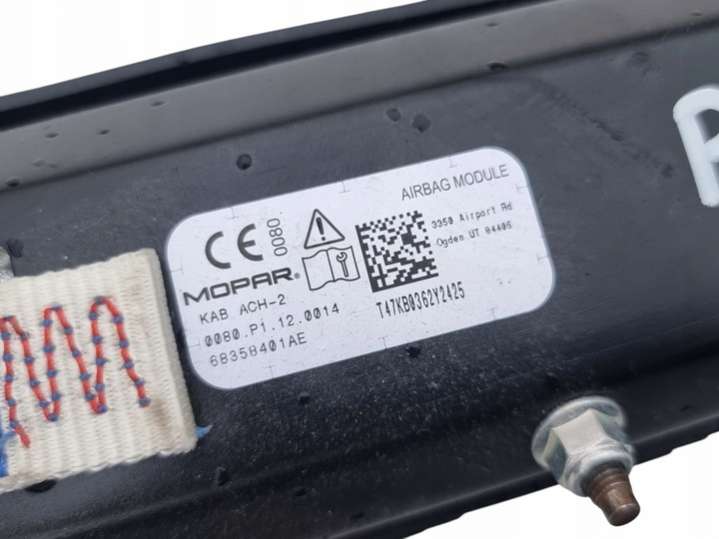 AIRBAG MODULE
CE 0080
3350 Airport Rd
Ogden UT 84405
MOPAR®
KAB ACH-2
0080.P1.12.0014
68358401AE
T47KB0362Y2425